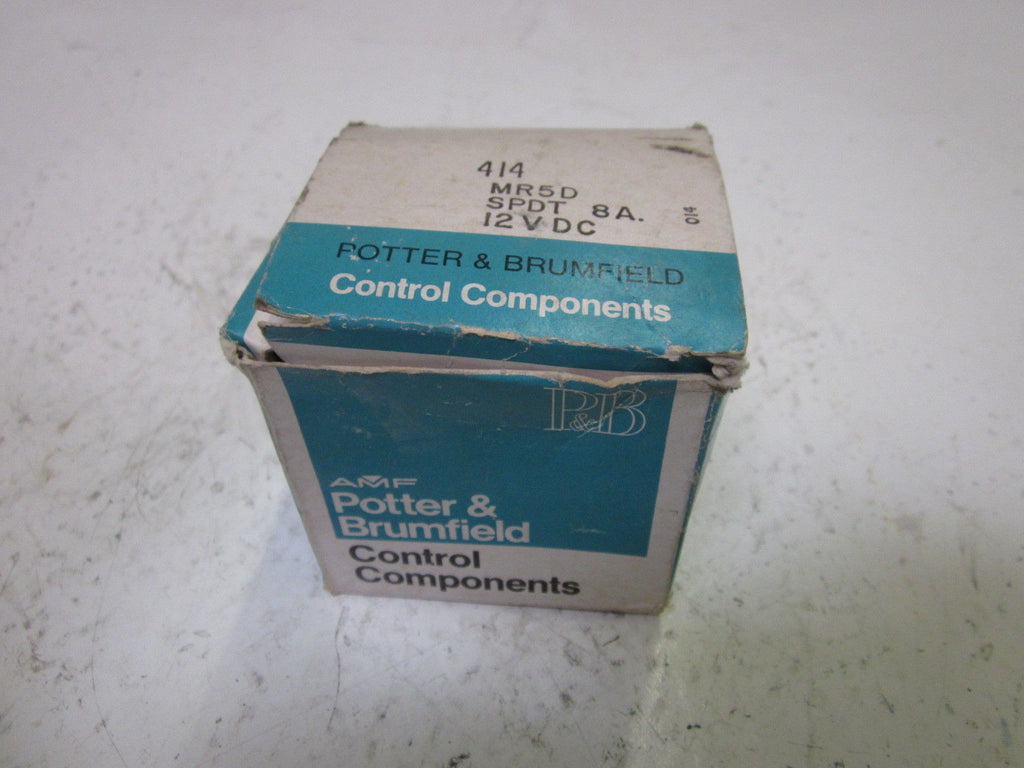 414
MR5D
SPDT 8A.
12VDC
014
POTTER & BRUMFIELD
Control Components
P&B
AMF
Potter &
Brumfield
Control
Components